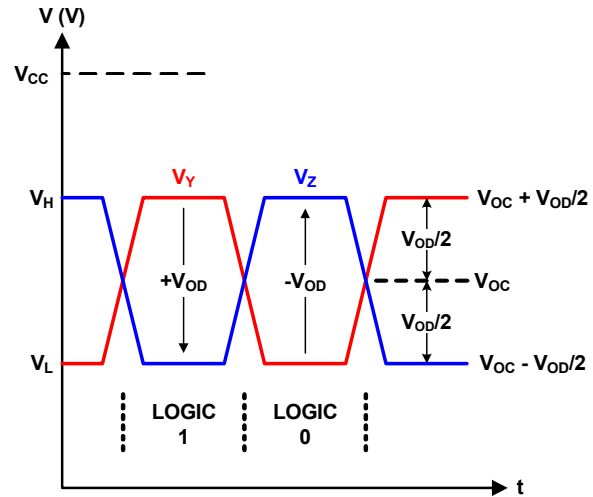 V (V)
VCC
VH
VY
VZ
VOC + VOD/2
VOD/2
+VOD
-VOD
VOC
VOD/2
VL
VOC - VOD/2
LOGIC
1
LOGIC
0
t